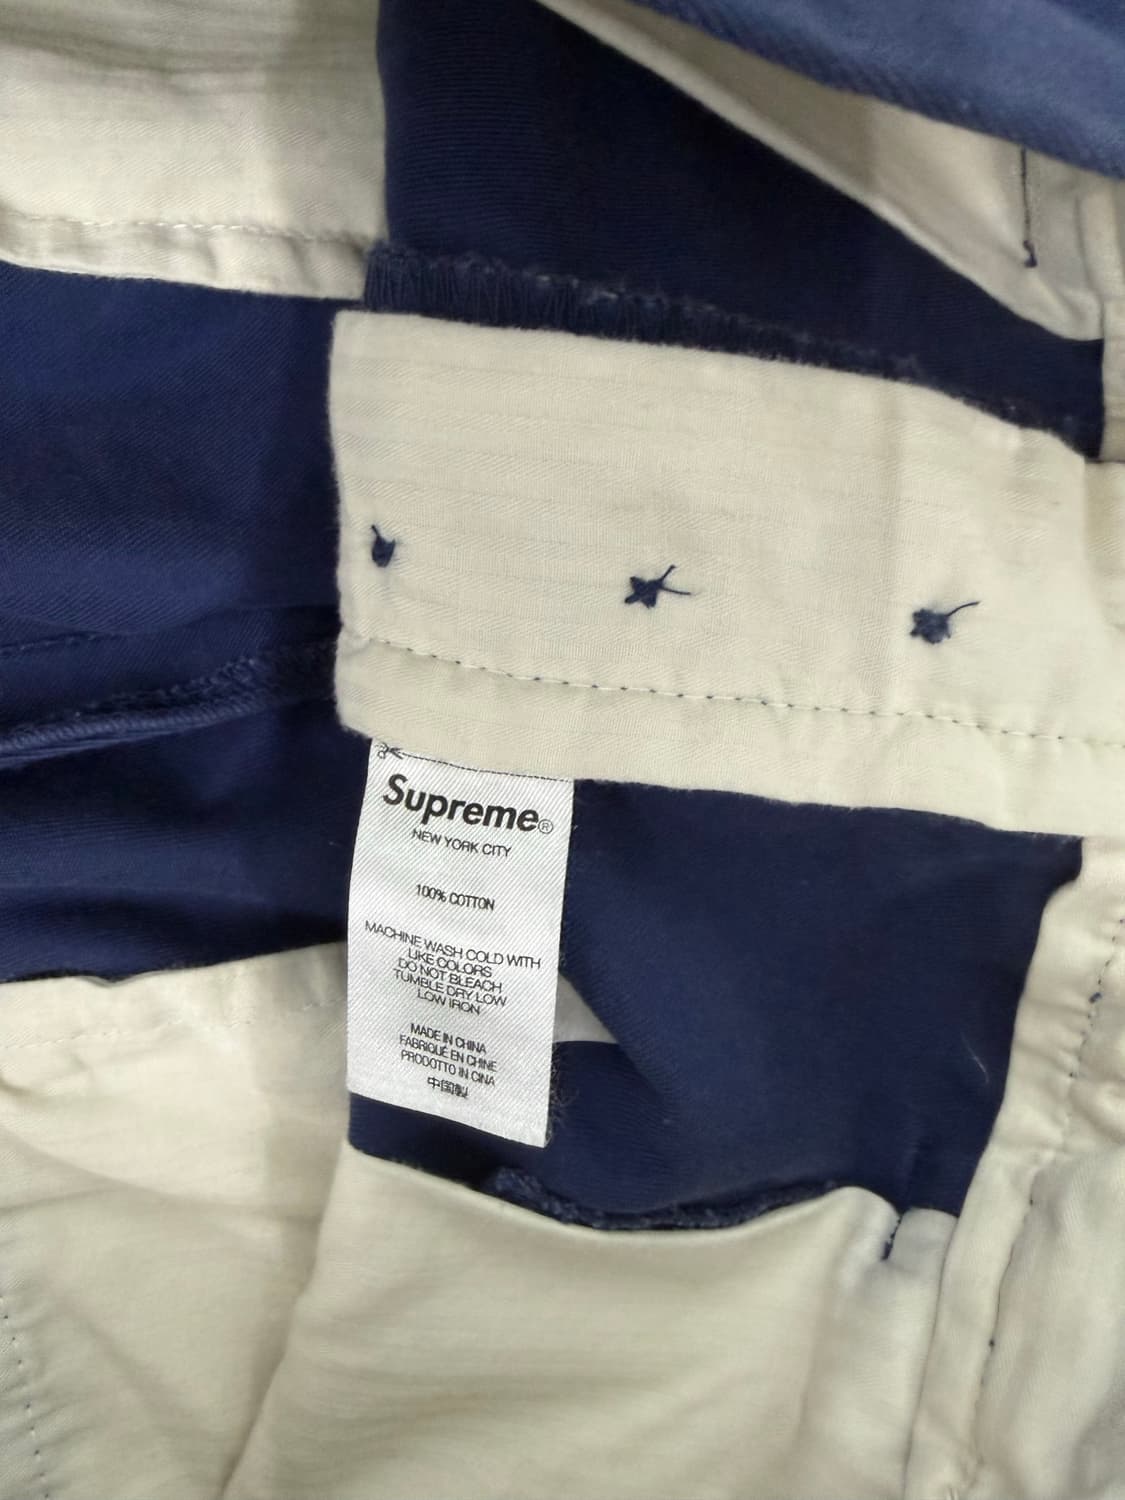 Supreme®
NEW YORK CITY
100% COTTON
MACHINE WASH COLD WITH
LIKE COLORS
DO NOT BLEACH
TUMBLE DRY LOW
LOW IRON
MADE IN CHINA
FABRIQUÉ EN CHINE
PRODOTTO IN CINA
中国製